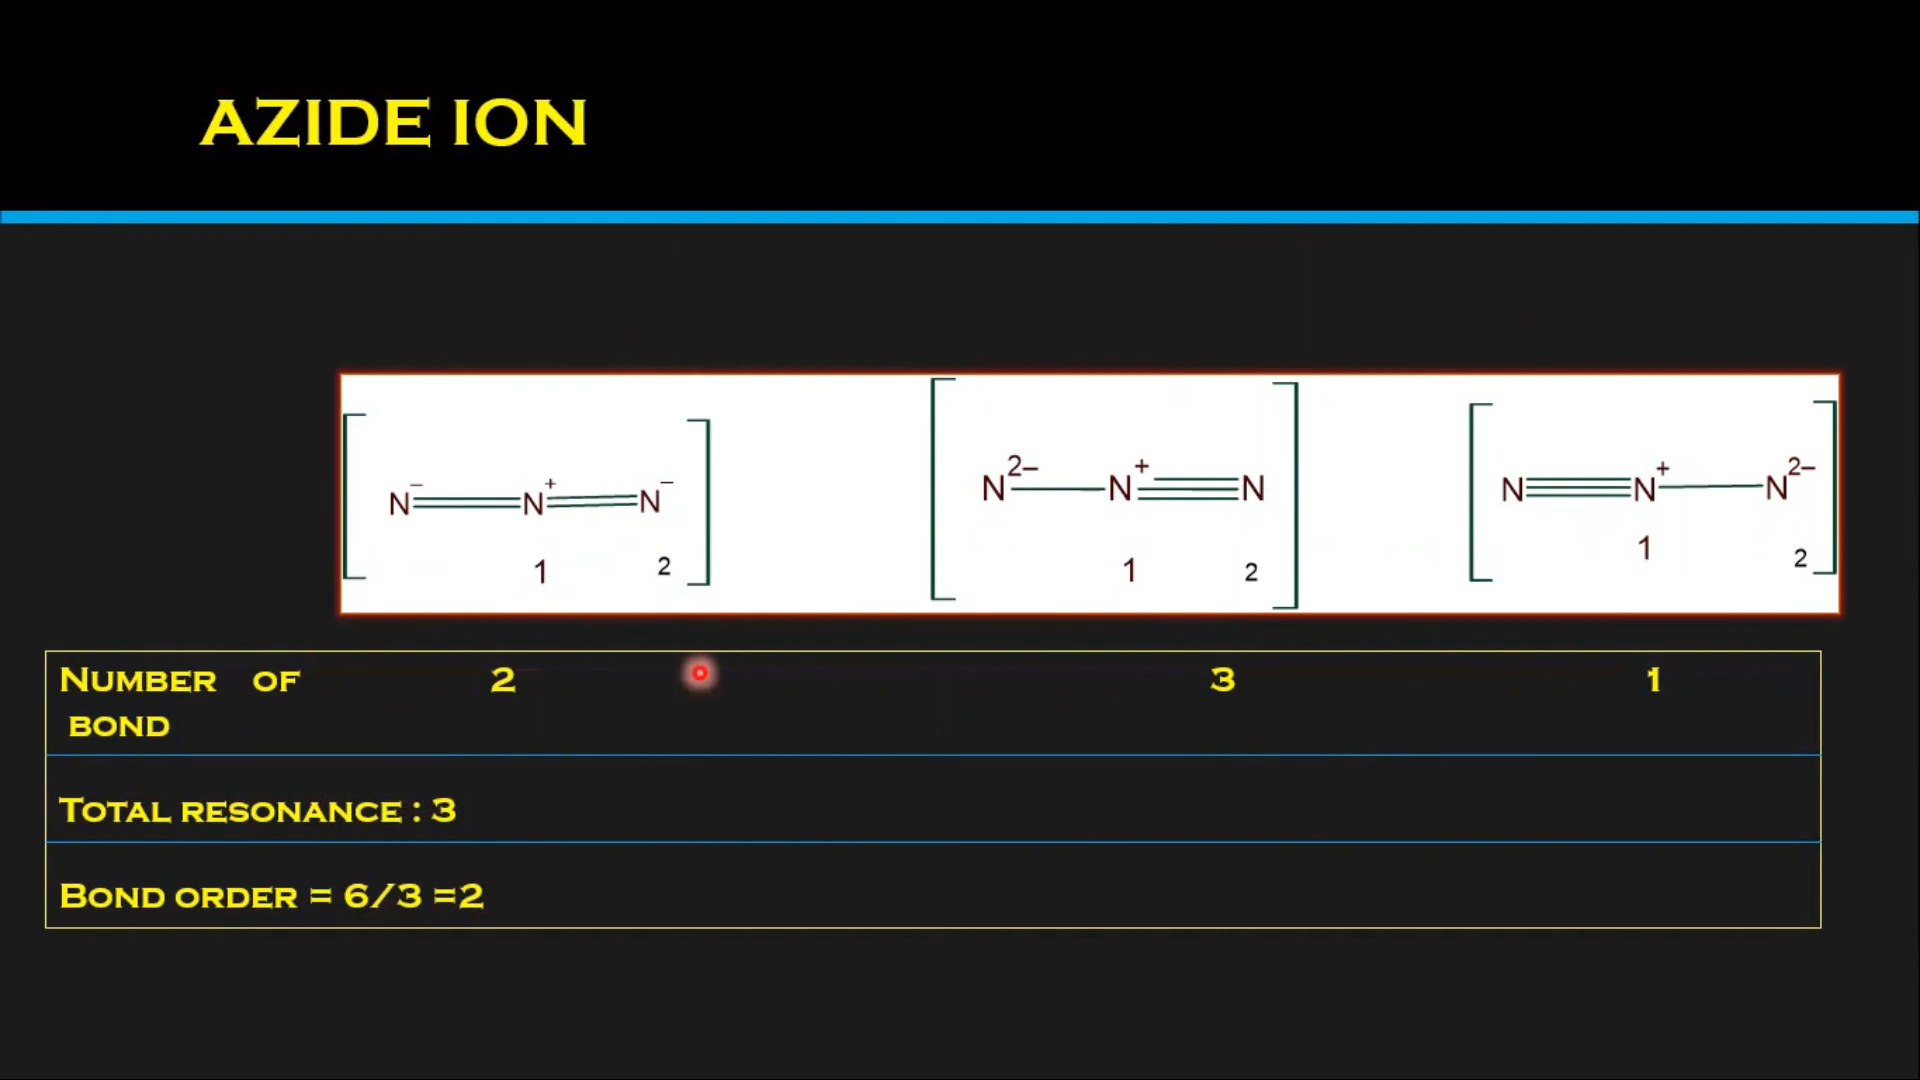 AZIDE ION
N⁻ N⁺ N⁻
1 2
N²⁻ N⁺ N
1 2
N N⁺ N²⁻
1 2
NUMBER OF 2 3 1
BOND
TOTAL RESONANCE : 3
BOND ORDER = 6/3 =2